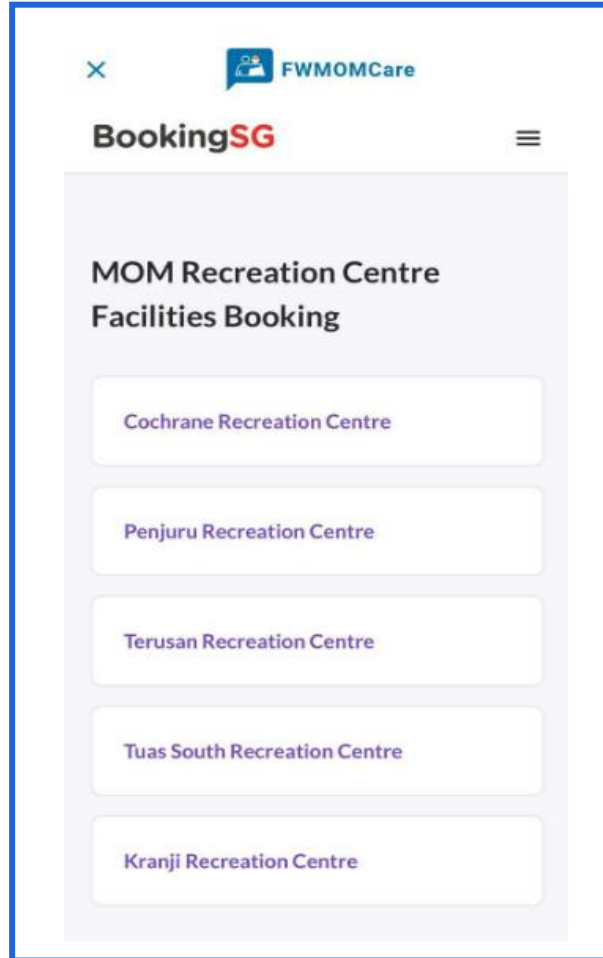 FWMOMCare
BookingSG
MOM Recreation Centre
Facilities Booking
Cochrane Recreation Centre
Penjuru Recreation Centre
Terusan Recreation Centre
Tuas South Recreation Centre
Kranji Recreation Centre